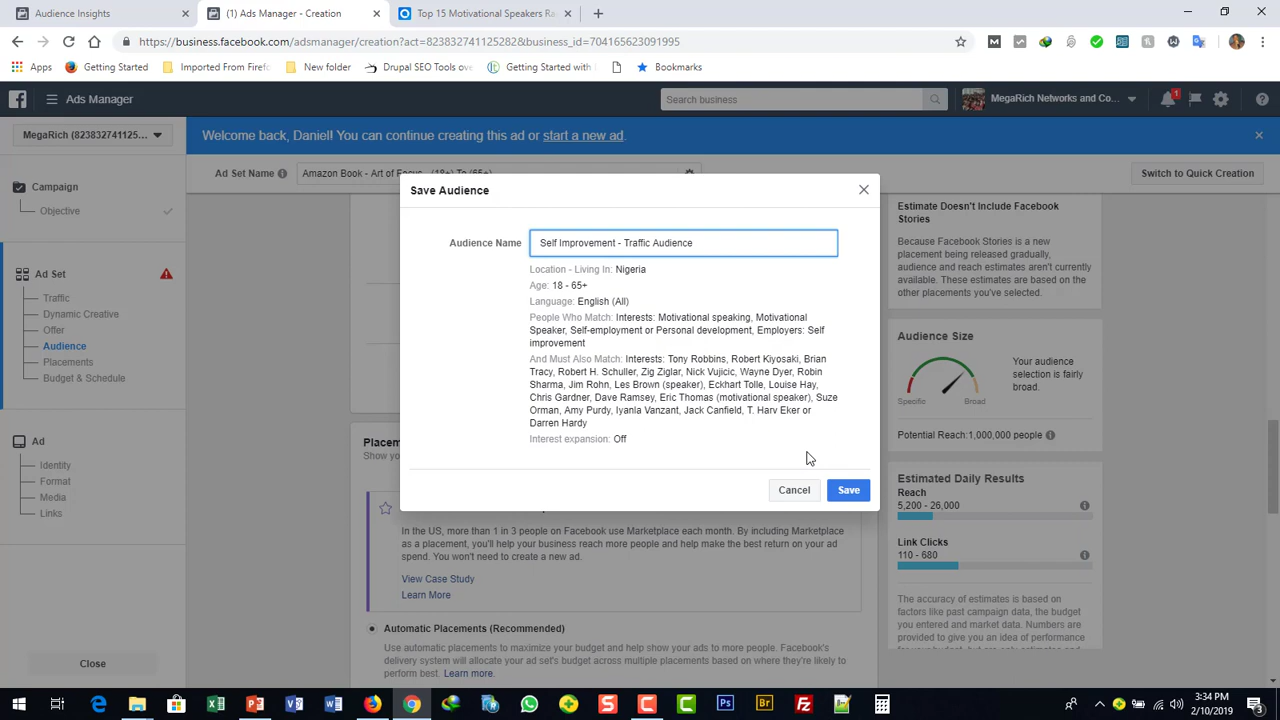 Audience Insights
(1) Ads Manager - Creation
Top 15 Motivational Speakers Ra
https://business.facebook.com/adsmanager/creation?act=823832741125282&business_id=704165623091995
Apps
Getting Started
Imported From Firef
New folder
Drupal SEO Tools ove
Getting Started with
Bookmarks
Ads Manager
Search business
MegaRich Networks and Co...
1
MegaRich (823832741125...
Welcome back, Daniel! You can continue creating this ad or start a new ad.
Campaign
Objective
Ad Set
Traffic
Dynamic Creative
Offer
Audience
Placements
Budget & Schedule
Ad
Identity
Format
Media
Links
Close
Ad Set Name
Amazon Book - Art of Focus - (18+) To (65+)
Switch to Quick Creation
Save Audience
Audience Name
Self Improvement - Traffic Audience
Location - Living In: Nigeria
Age: 18 - 65+
Language: English (All)
People Who Match: Interests: Motivational speaking, Motivational
Speaker, Self-employment or Personal development, Employers: Self
improvement
And Must Also Match: Interests: Tony Robbins, Robert Kiyosaki, Brian
Tracy, Robert H. Schuller, Zig Ziglar, Nick Vujicic, Wayne Dyer, Robin
Sharma, Jim Rohn, Les Brown (speaker), Eckhart Tolle, Louise Hay,
Chris Gardner, Dave Ramsey, Eric Thomas (motivational speaker), Suze
Orman, Amy Purdy, Iyanla Vanzant, Jack Canfield, T. Harv Eker or
Darren Hardy
Interest expansion: Off
Cancel
Save
Show you
In the US, more than 1 in 3 people on Facebook use Marketplace each month. By including Marketplace
as a placement, you'll help your business reach more people and help make the best return on your ad
spend. You won't need to create a new ad.
View Case Study
Learn More
Automatic Placements (Recommended)
Use automatic placements to maximize your budget and help show your ads to more people. Facebook's
delivery system will allocate your ad set's budget across multiple placements based on where they're likely to
perform best. Learn more.
Estimate Doesn't Include Facebook
Stories
Because Facebook Stories is a new
placement being released gradually,
audience and reach estimates aren't currently
available. These estimates are based on the
other placements you've selected.
Audience Size
Your audience
selection is fairly
broad.
Specific
Broad
Potential Reach:1,000,000 people
Estimated Daily Results
Reach
5,200 - 26,000
Link Clicks
110 - 680
The accuracy of estimates is based on
factors like past campaign data, the budget
you entered and market data. Numbers are
provided to give you an idea of performance
3:34 PM
2/10/2019